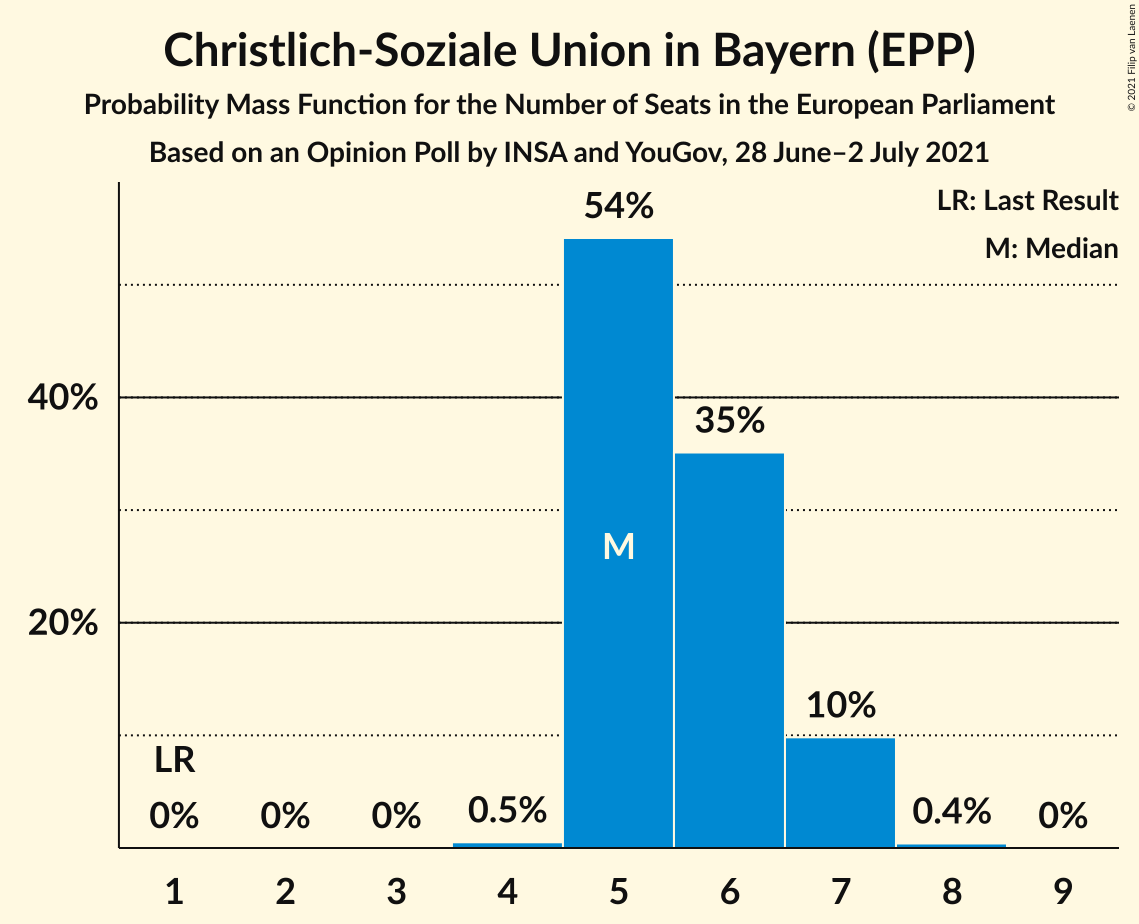 Christlich-Soziale Union in Bayern (EPP)
Probability Mass Function for the Number of Seats in the European Parliament
Based on an Opinion Poll by INSA and YouGov, 28 June–2 July 2021
© 2021 Filip van Laenen
LR: Last Result
M: Median
54%
40%
35%
M
20%
10%
LR
0% 0% 0% 0.5% 0.4% 0%
1 2 3 4 5 6 7 8 9